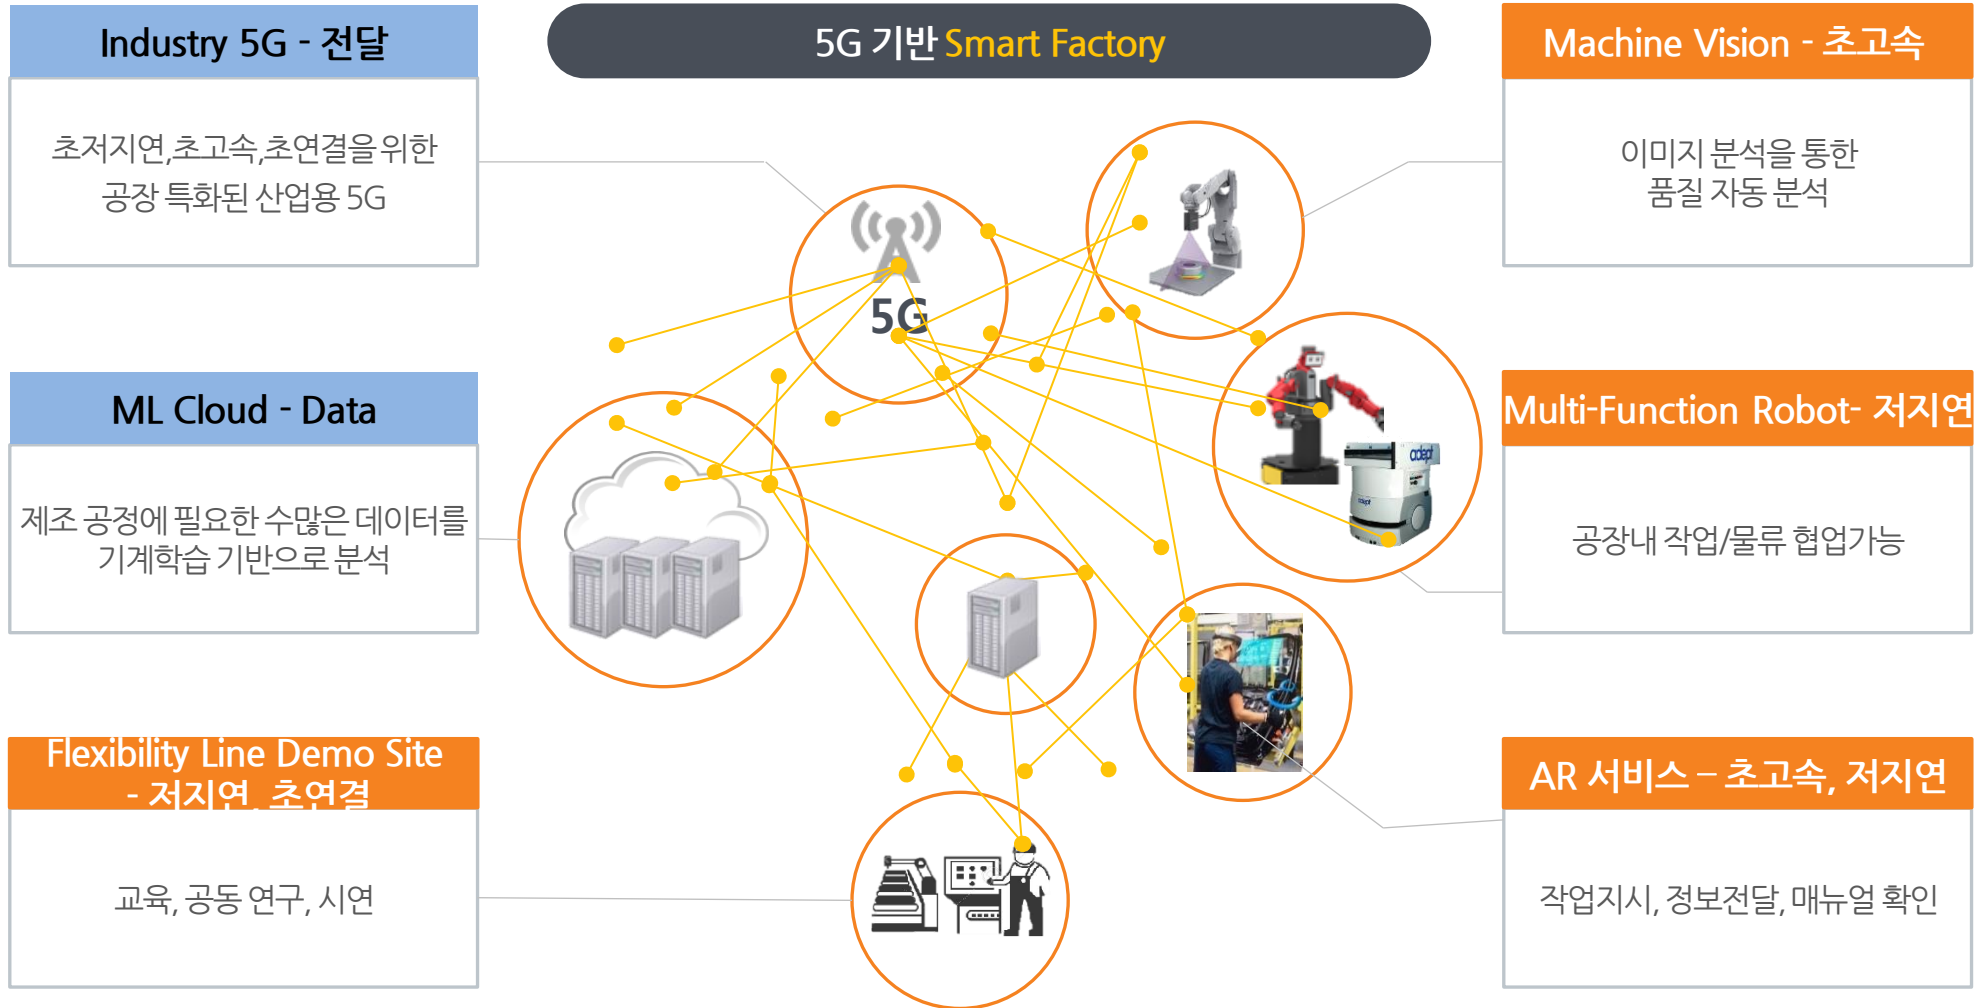 5G 기반 Smart Factory
Industry 5G - 전달
초저지연,초고속,초연결을 위한
공장 특화된 산업용 5G
ML Cloud - Data
제조 공정에 필요한 수많은 데이터를
기계학습 기반으로 분석
Flexibility Line Demo Site
- 저지연, 초연결
교육, 공동 연구, 시연
5G
adept
adept
Machine Vision - 초고속
이미지 분석을 통한
품질 자동 분석
Multi-Function Robot- 저지연
공장내 작업/물류 협업가능
AR 서비스 – 초고속, 저지연
작업지시, 정보전달, 매뉴얼 확인